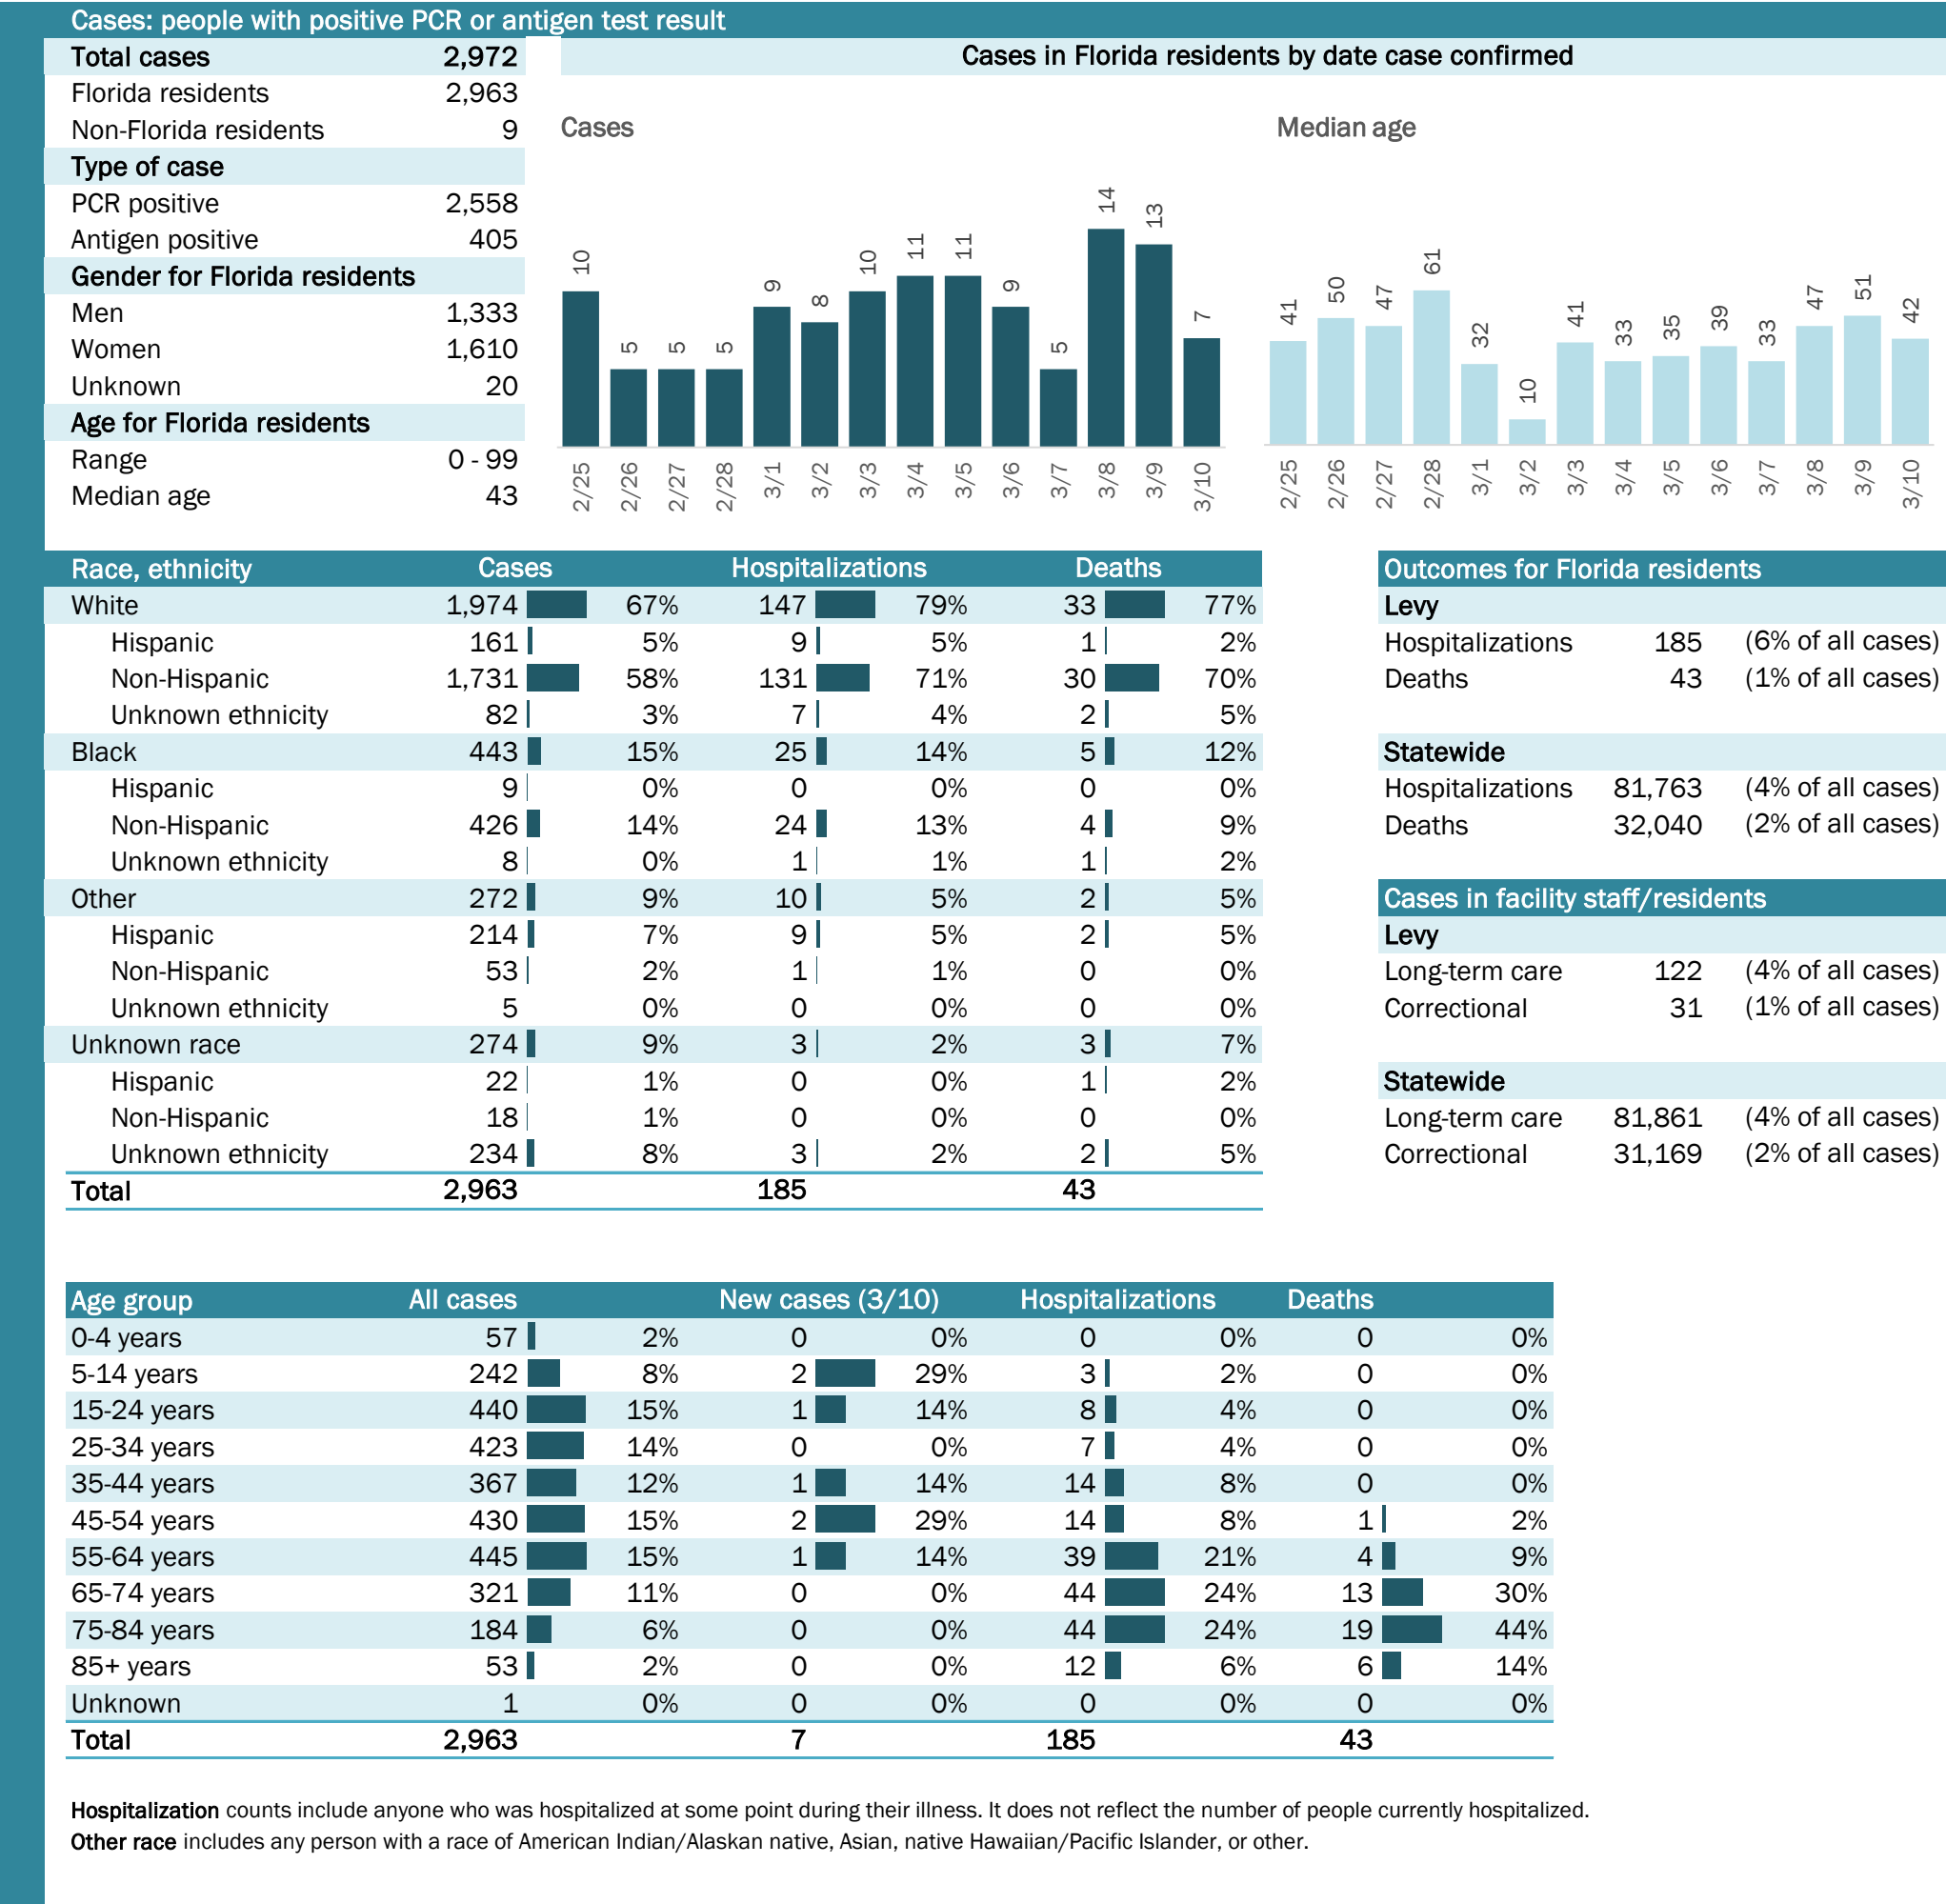 Cases: people with positive PCR or antigen test result
Total cases 2,972
Florida residents 2,963
Non-Florida residents 9
Type of case
PCR positive 2,558
Antigen positive 405
Gender for Florida residents
Men 1,333
Women 1,610
Unknown 20
Age for Florida residents
Range 0 - 99
Median age 43
Cases in Florida residents by date case confirmed
Cases
10 5 5 5 9 8 10 11 11 9 5 14 13 7
2/25 2/26 2/27 2/28 3/1 3/2 3/3 3/4 3/5 3/6 3/7 3/8 3/9 3/10
Median age
41 50 47 61 32 10 41 33 35 39 33 47 51 42
2/25 2/26 2/27 2/28 3/1 3/2 3/3 3/4 3/5 3/6 3/7 3/8 3/9 3/10
Race, ethnicity Cases Hospitalizations Deaths
White 1,974 67% 147 79% 33 77%
Hispanic 161 5% 9 5% 1 2%
Non-Hispanic 1,731 58% 131 71% 30 70%
Unknown ethnicity 82 3% 7 4% 2 5%
Black 443 15% 25 14% 5 12%
Hispanic 9 0% 0 0% 0 0%
Non-Hispanic 426 14% 24 13% 4 9%
Unknown ethnicity 8 0% 1 1% 1 2%
Other 272 9% 10 5% 2 5%
Hispanic 214 7% 9 5% 2 5%
Non-Hispanic 53 2% 1 1% 0 0%
Unknown ethnicity 5 0% 0 0% 0 0%
Unknown race 274 9% 3 2% 3 7%
Hispanic 22 1% 0 0% 1 2%
Non-Hispanic 18 1% 0 0% 0 0%
Unknown ethnicity 234 8% 3 2% 2 5%
Total 2,963 185 43
Outcomes for Florida residents
Levy
Hospitalizations 185 (6% of all cases)
Deaths 43 (1% of all cases)
Statewide
Hospitalizations 81,763 (4% of all cases)
Deaths 32,040 (2% of all cases)
Cases in facility staff/residents
Levy
Long-term care 122 (4% of all cases)
Correctional 31 (1% of all cases)
Statewide
Long-term care 81,861 (4% of all cases)
Correctional 31,169 (2% of all cases)
Age group All cases New cases (3/10) Hospitalizations Deaths
0-4 years 57 2% 0 0% 0 0% 0 0%
5-14 years 242 8% 2 29% 3 2% 0 0%
15-24 years 440 15% 1 14% 8 4% 0 0%
25-34 years 423 14% 0 0% 7 4% 0 0%
35-44 years 367 12% 1 14% 14 8% 0 0%
45-54 years 430 15% 2 29% 14 8% 1 2%
55-64 years 445 15% 1 14% 39 21% 4 9%
65-74 years 321 11% 0 0% 44 24% 13 30%
75-84 years 184 6% 0 0% 44 24% 19 44%
85+ years 53 2% 0 0% 12 6% 6 14%
Unknown 1 0% 0 0% 0 0% 0 0%
Total 2,963 7 185 43
Hospitalization counts include anyone who was hospitalized at some point during their illness. It does not reflect the number of people currently hospitalized.
Other race includes any person with a race of American Indian/Alaskan native, Asian, native Hawaiian/Pacific Islander, or other.